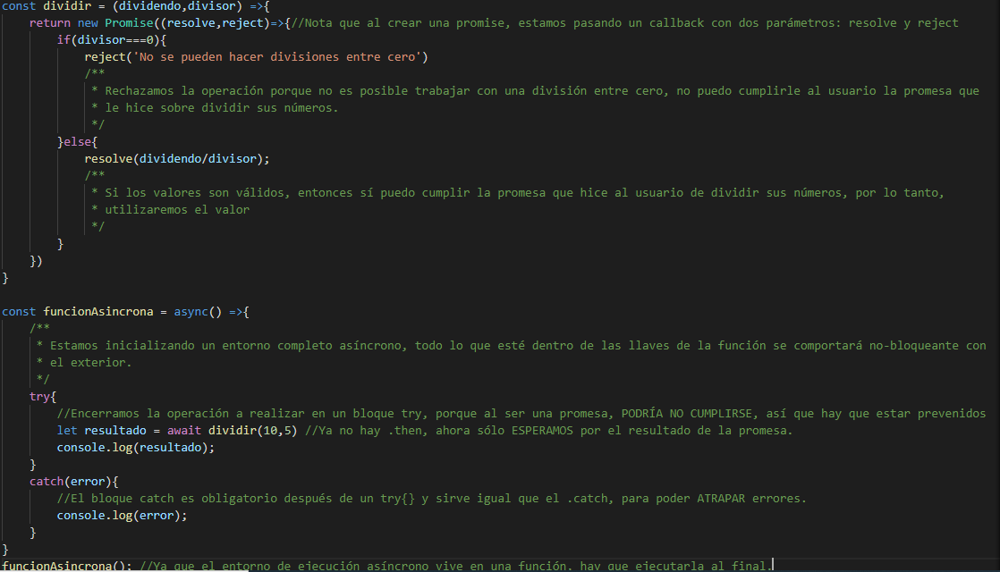 const dividir = (dividendo,divisor) =>{
return new Promise((resolve,reject)=>{//Nota que al crear una promise, estamos pasando un callback con dos parámetros: resolve y reject
if(divisor===0){
reject('No se pueden hacer divisiones entre cero')
/**
* Rechazamos la operación porque no es posible trabajar con una división entre cero, no puedo cumplirle al usuario la promesa que
* le hice sobre dividir sus números.
*/
}else{
resolve(dividendo/divisor);
/**
* Si los valores son válidos, entonces sí puedo cumplir la promesa que hice al usuario de dividir sus números, por lo tanto,
* utilizaremos el valor
*/
}
})
}
const funcionAsincrona = async() =>{
/**
* Estamos inicializando un entorno completo asíncrono, todo lo que esté dentro de las llaves de la función se comportará no-bloqueante con
* el exterior.
*/
try{
//Encerramos la operación a realizar en un bloque try, porque al ser una promesa, PODRÍA NO CUMPLIRSE, así que hay que estar prevenidos
let resultado = await dividir(10,5) //Ya no hay .then, ahora sólo ESPERAMOS por el resultado de la promesa.
console.log(resultado);
}
catch(error){
//El bloque catch es obligatorio después de un try{} y sirve igual que el .catch, para poder ATRAPAR errores.
console.log(error);
}
}
funcionAsincrona(); //Ya que el entorno de ejecución asíncrono vive en una función, hay que ejecutarla al final.